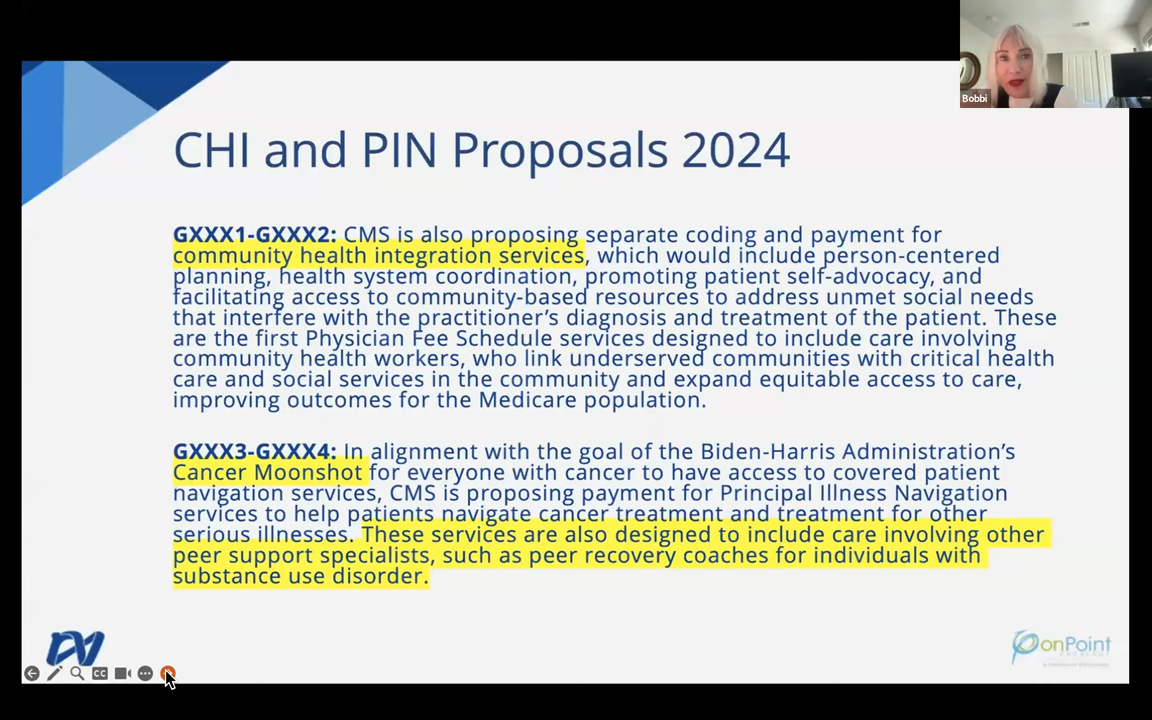 Bobbi
CHI and PIN Proposals 2024
GXXX1-GXXX2: CMS is also proposing separate coding and payment for
community health integration services, which would include person-centered
planning, health system coordination, promoting patient self-advocacy, and
facilitating access to community-based resources to address unmet social needs
that interfere with the practitioner's diagnosis and treatment of the patient. These
are the first Physician Fee Schedule services designed to include care involving
community health workers, who link underserved communities with critical health
care and social services in the community and expand equitable access to care,
improving outcomes for the Medicare population.
GXXX3-GXXX4: In alignment with the goal of the Biden-Harris Administration's
Cancer Moonshot for everyone with cancer to have access to covered patient
navigation services, CMS is proposing payment for Principal Illness Navigation
services to help patients navigate cancer treatment and treatment for other
serious illnesses. These services are also designed to include care involving other
peer support specialists, such as peer recovery coaches for individuals with
substance use disorder.
onPoint
CC